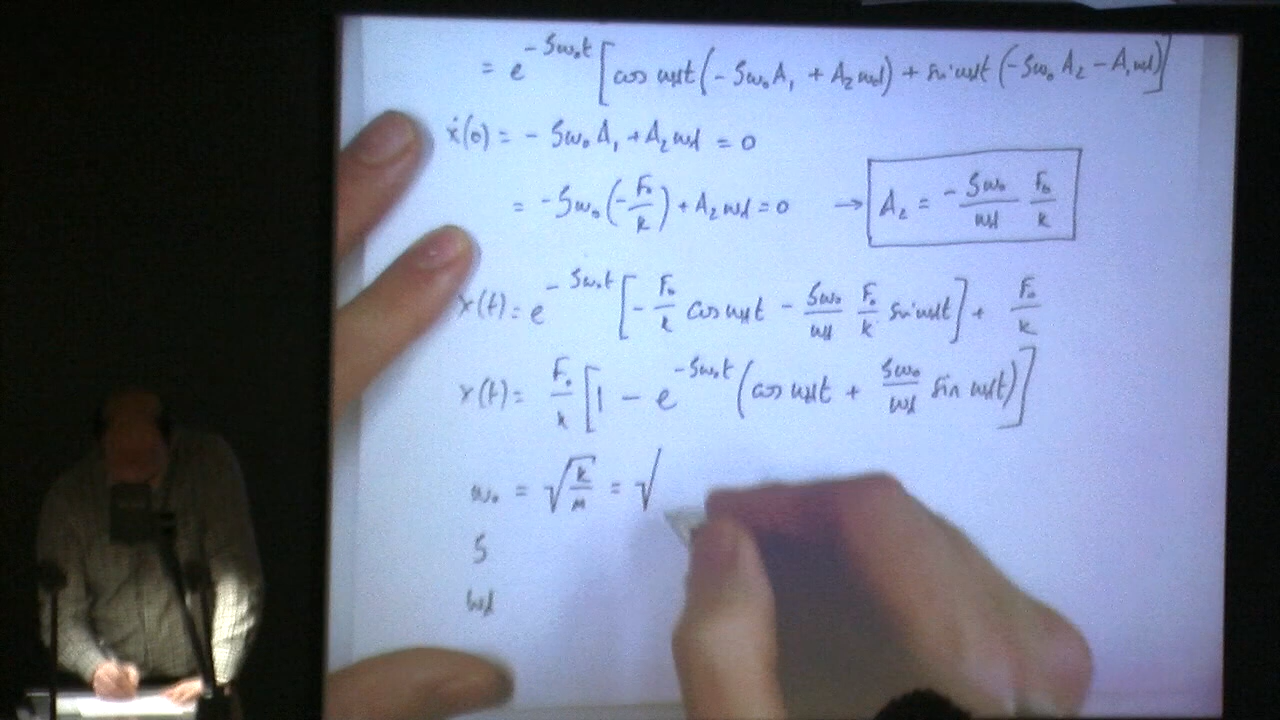 = e^{-ζω₀t} [cos ωdt (-ζω₀A₁ + A₂ωd) + sin ωdt (-ζω₀A₂ - A₁ωd)]
ẋ(0) = -ζω₀A₁ + A₂ωd = 0
= -ζω₀(-F₀/k) + A₂ωd = 0 → A₂ = -ζω₀/ωd F₀/k
x(t) = e^{-ζω₀t} [-F₀/k cos ωdt - ζω₀/ωd F₀/k sin ωdt] + F₀/k
x(t) = F₀/k [1 - e^{-ζω₀t} (cos ωdt + ζω₀/ωd sin ωdt)]
ω₀ = √(k/M) = √
ζ
ωd